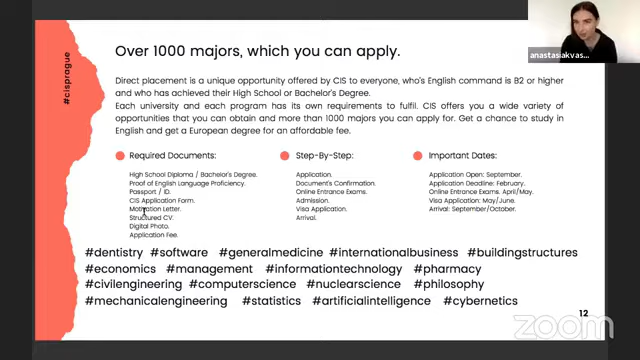 #cisprague
Over 1000 majors, which you can apply.
Direct placement is a unique opportunity offered by CIS to everyone, who's English command is B2 or higher
and who has achieved their High School or Bachelor's Degree.
Each university and each program has its own requirements to fulfil. CIS offers you a wide variety of
opportunities that you can obtain and more than 1000 majors you can apply for. Get a chance to study in
English and get a European degree for an affordable fee.
Required Documents:
High School Diploma / Bachelor's Degree.
Proof of English Language Proficiency.
Passport / ID.
CIS Application Form.
Motivation Letter.
Structured CV.
Digital Photo.
Application Fee.
Step-By-Step:
Application.
Document's Confirmation.
Online Entrance Exams.
Admission.
Visa Application.
Arrival.
Important Dates:
Application Open: September.
Application Deadline: February.
Online Entrance Exams: April/May.
Visa Application: May/June.
Arrival: September/October.
#dentistry #software #generalmedicine #internationalbusiness #buildingstructures
#economics #management #informationtechnology #pharmacy
#civilengineering #computerscience #nuclearscience #philosophy
#mechanicalengineering #statistics #artificialintelligence #cybernetics
12
anastasiakvas...
zoom